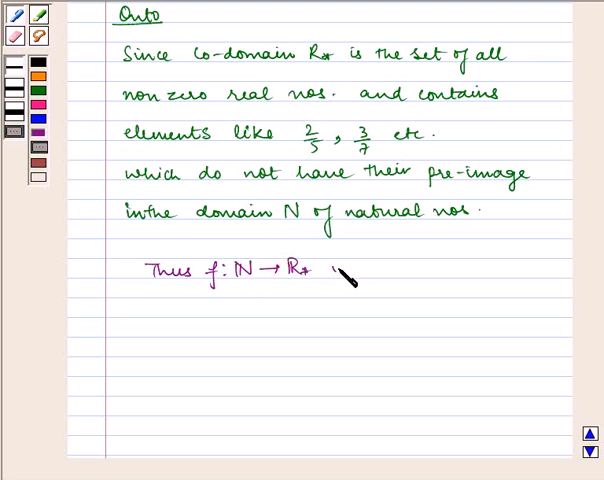 Onto
Since Co-domain R* is the set of all
non zero real nos. and contains
elements like 2/5, 3/7 etc.
which do not have their pre-image
in the domain N of natural nos.
Thus f: N → R*